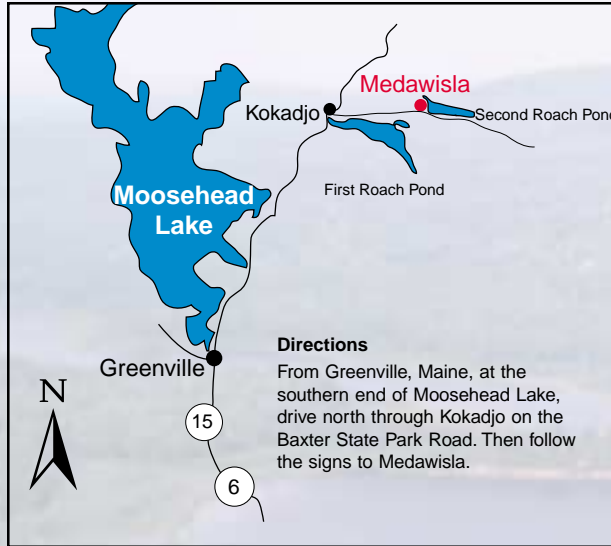 Medawisla
Kokadjo
Second Roach Pond
First Roach Pond
Moosehead
Lake
Greenville
Directions
From Greenville, Maine, at the
southern end of Moosehead Lake,
drive north through Kokadjo on the
Baxter State Park Road. Then follow
the signs to Medawisla.
N
15
6